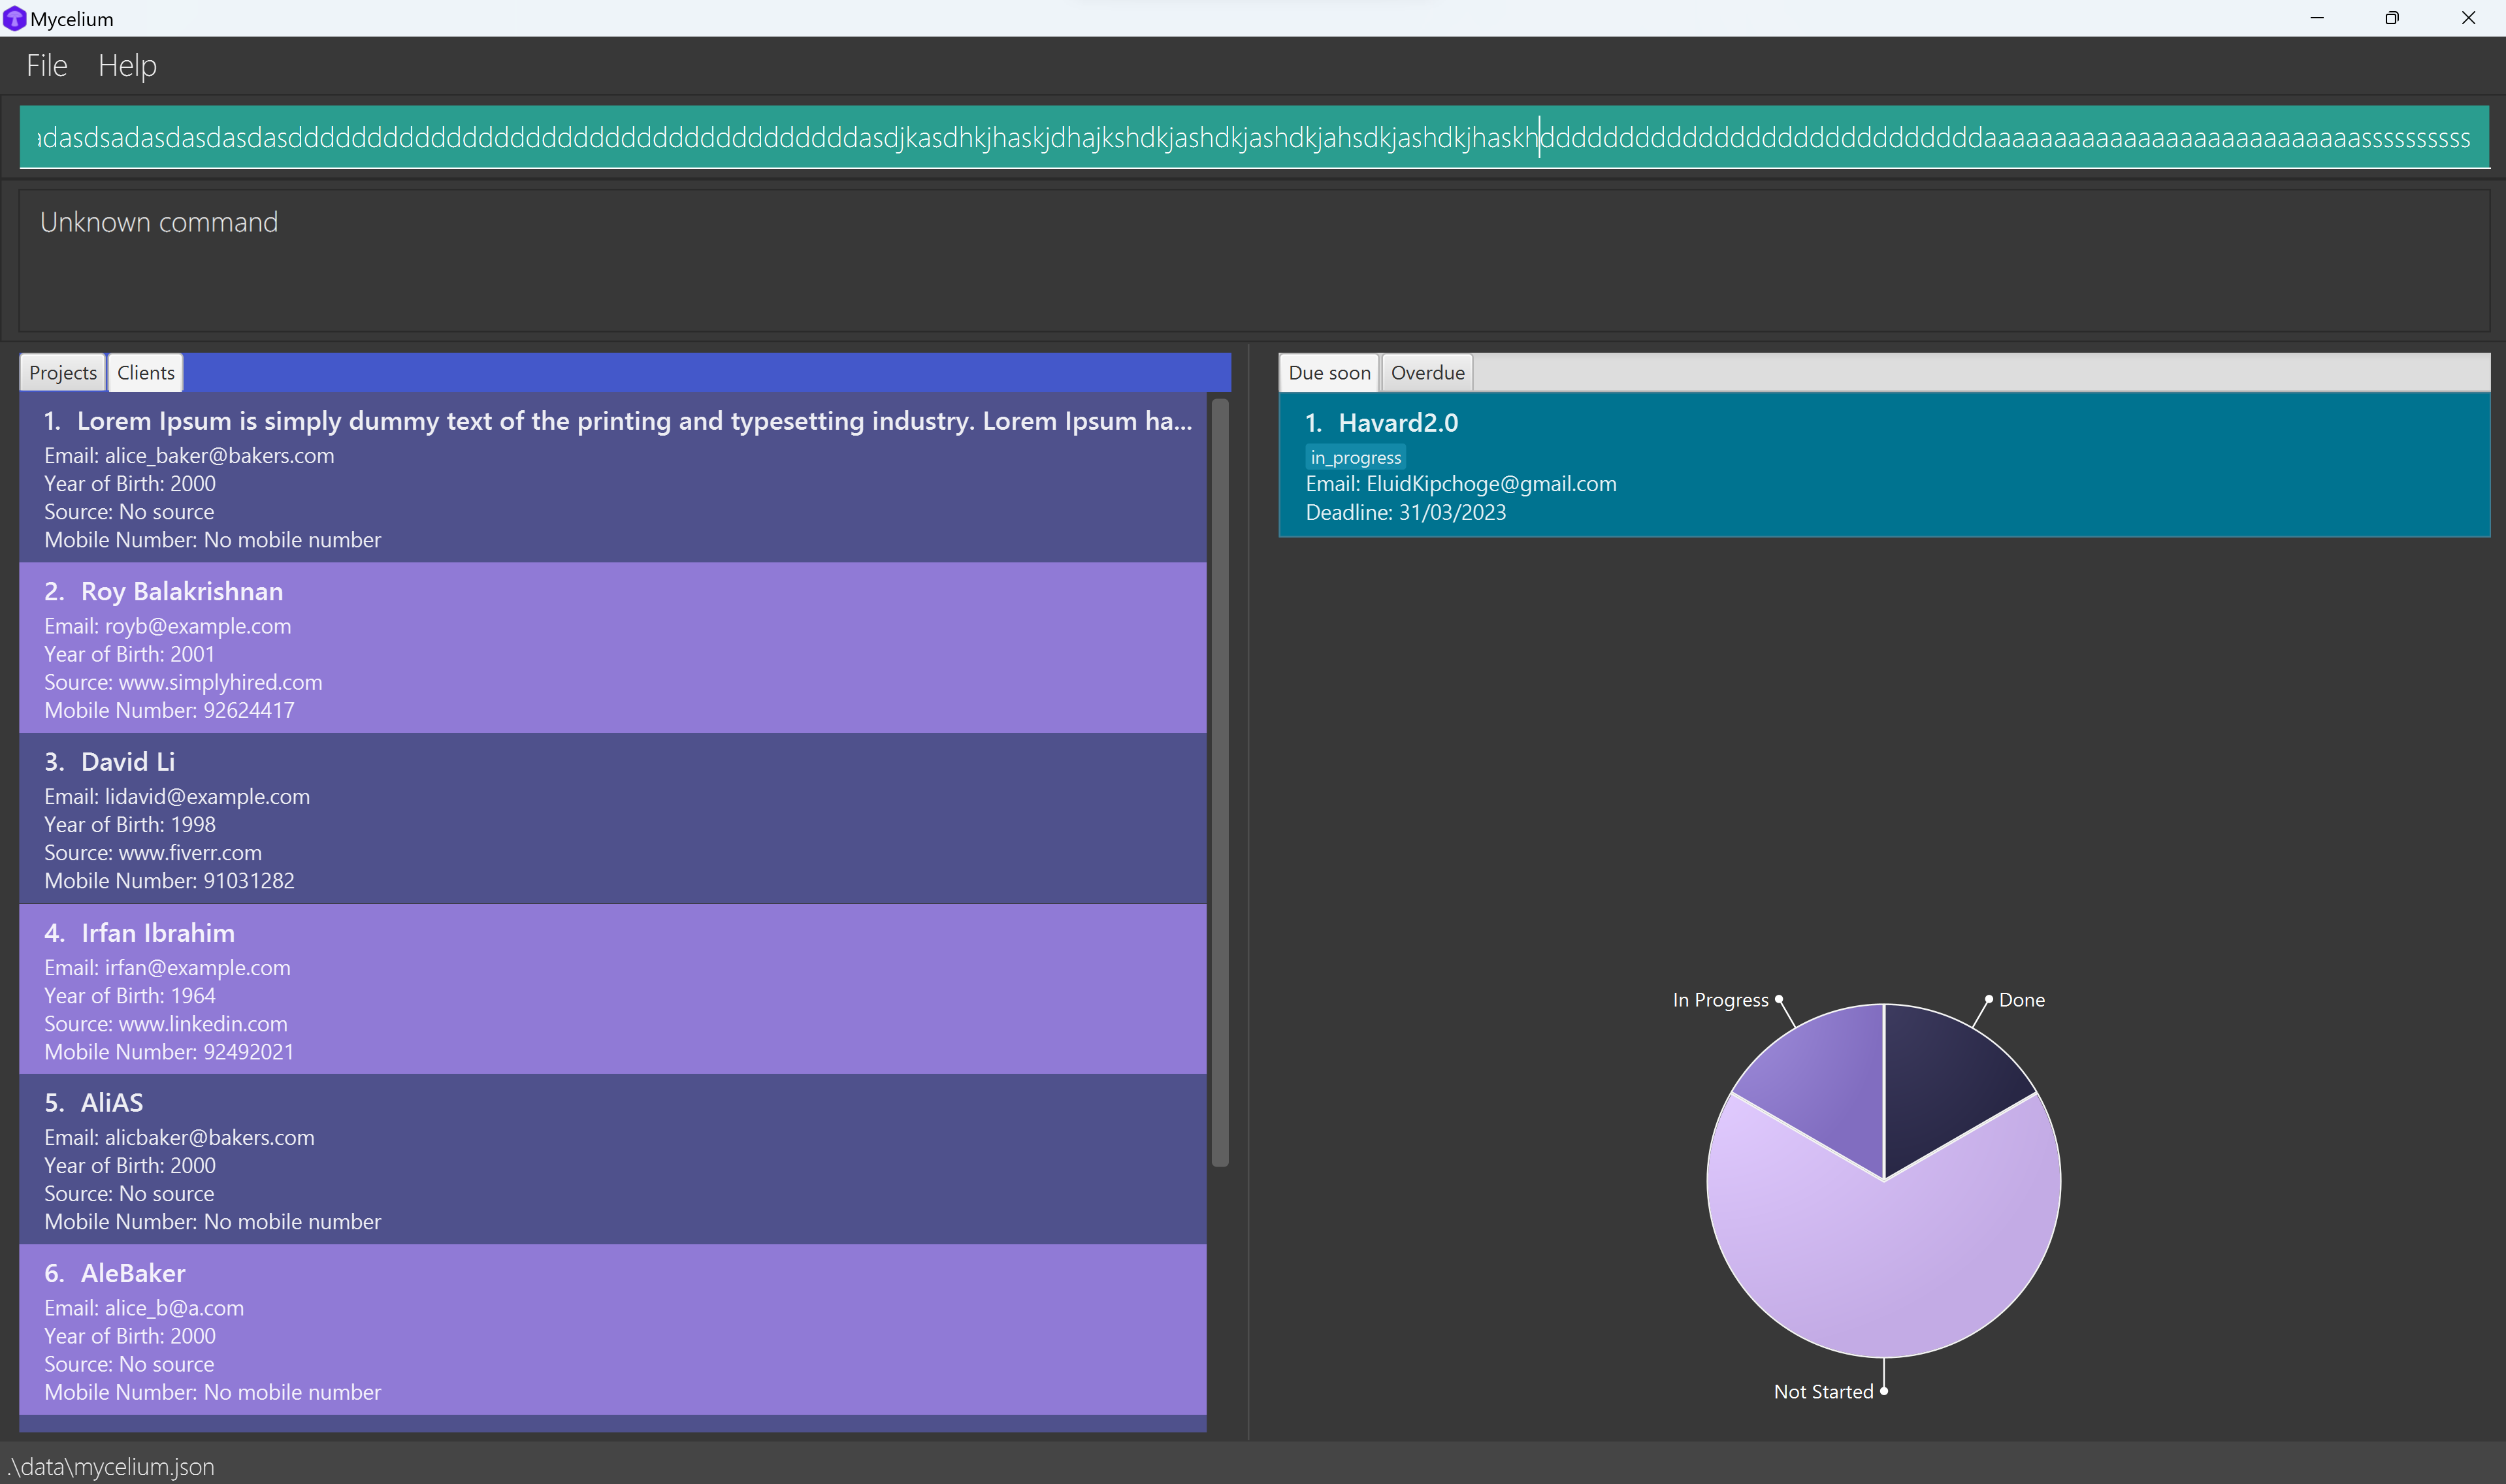 Mycelium
File Help
Unknown command
Projects Clients
1. Lorem Ipsum is simply dummy text of the printing and typesetting industry. Lorem Ipsum ha...
Email: alice_baker@bakers.com
Year of Birth: 2000
Source: No source
Mobile Number: No mobile number
2. Roy Balakrishnan
Email: royb@example.com
Year of Birth: 2001
Source: www.simplyhired.com
Mobile Number: 92624417
3. David Li
Email: lidavid@example.com
Year of Birth: 1998
Source: www.fiverr.com
Mobile Number: 91031282
4. Irfan Ibrahim
Email: irfan@example.com
Year of Birth: 1964
Source: www.linkedin.com
Mobile Number: 92492021
5. AliAS
Email: alicbaker@bakers.com
Year of Birth: 2000
Source: No source
Mobile Number: No mobile number
6. AleBaker
Email: alice_b@a.com
Year of Birth: 2000
Source: No source
Mobile Number: No mobile number
Due soon Overdue
1. Havard2.0
in_progress
Email: EluidKipchoge@gmail.com
Deadline: 31/03/2023
In Progress
Done
Not Started
.\data\mycelium.json